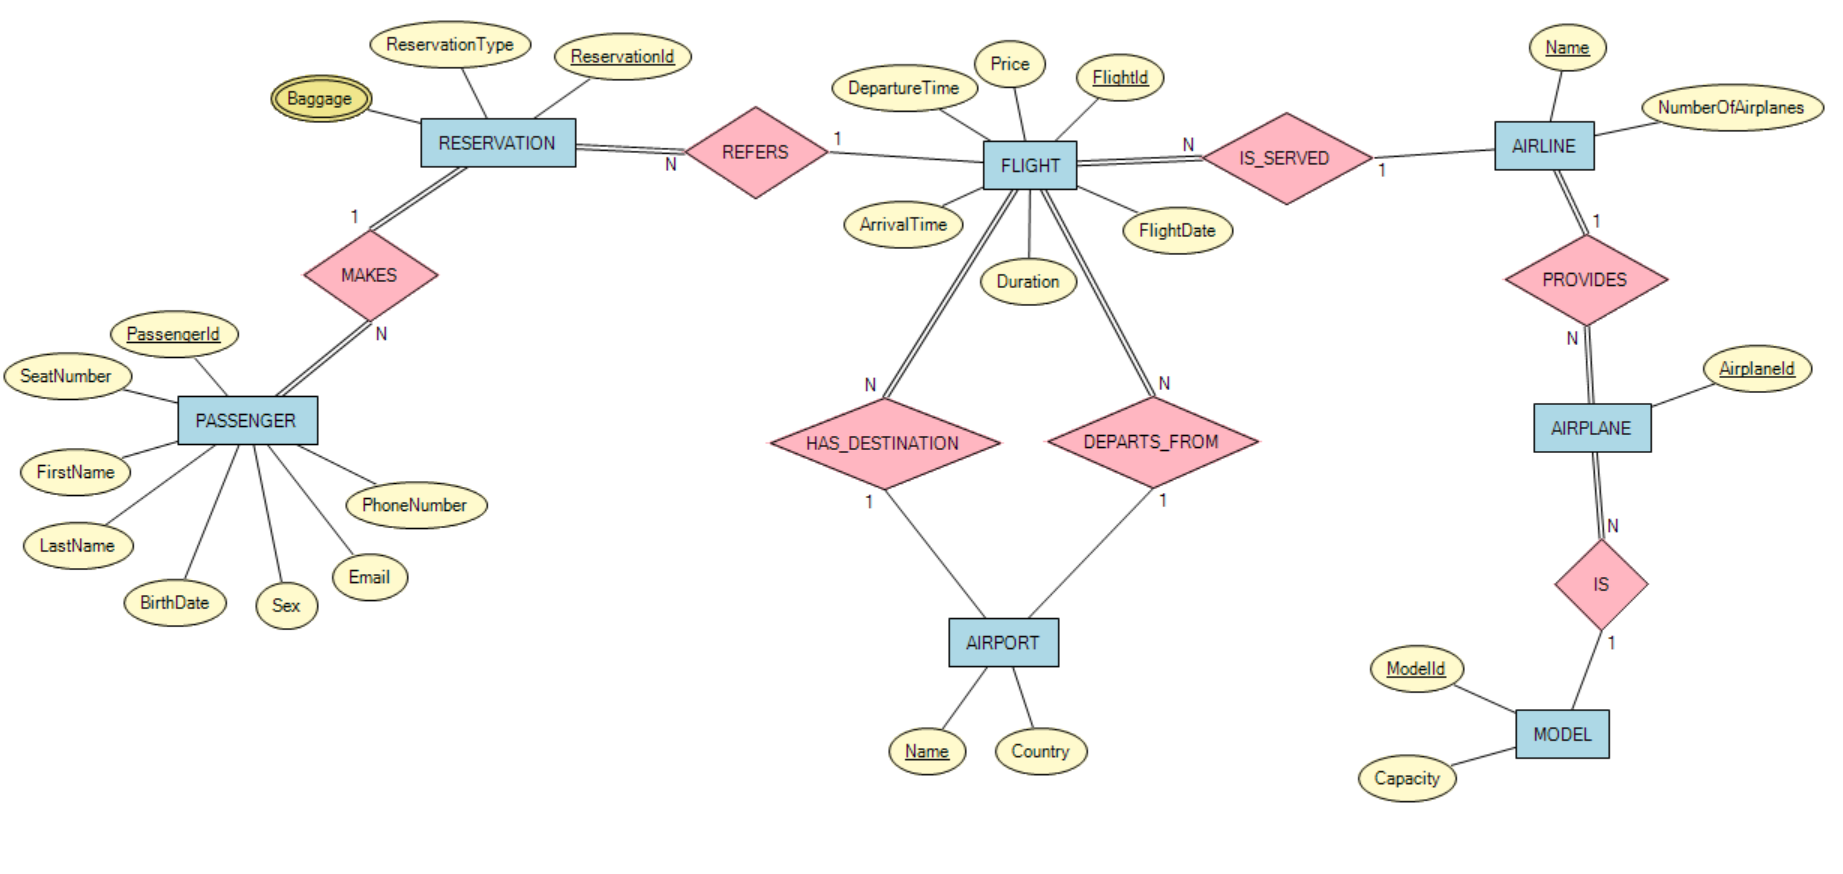 ReservationType
ReservationId
Baggage
RESERVATION
REFERS
N
1
Price
DepartureTime
FlightId
FLIGHT
ArrivalTime
Duration
FlightDate
N
IS_SERVED
1
Name
NumberOfAirplanes
AIRLINE
1
MAKES
N
PassengerId
SeatNumber
PASSENGER
FirstName
LastName
BirthDate
Sex
Email
PhoneNumber
N
HAS_DESTINATION
1
N
DEPARTS_FROM
1
AIRPORT
Name
Country
1
PROVIDES
N
AirplaneId
AIRPLANE
N
IS
1
ModelId
MODEL
Capacity